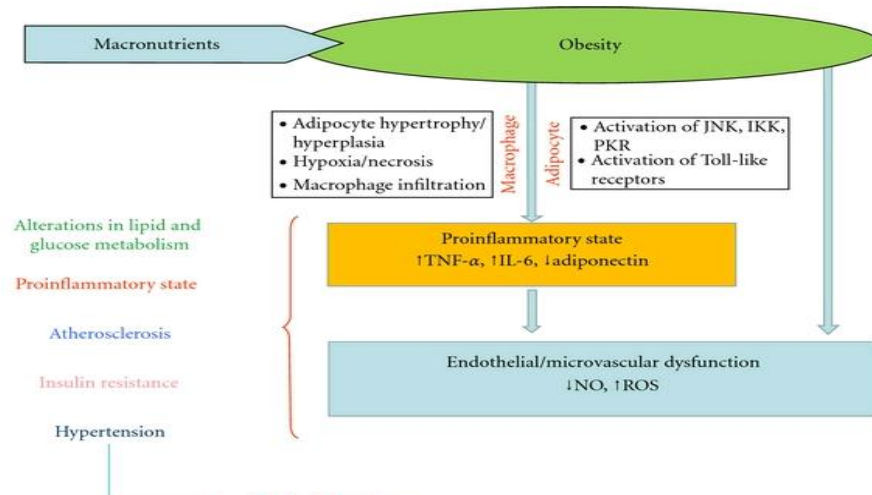 Macronutrients
Obesity
• Adipocyte hypertrophy/
hyperplasia
• Hypoxia/necrosis
• Macrophage infiltration
Macrophage
Adipocyte
• Activation of JNK, IKK,
PKR
• Activation of Toll-like
receptors
Alterations in lipid and
glucose metabolism
Proinflammatory state
Atherosclerosis
Insulin resistance
Hypertension
Proinflammatory state
↑TNF-α, ↑IL-6, ↓adiponectin
Endothelial/microvascular dysfunction
↓NO, ↑ROS